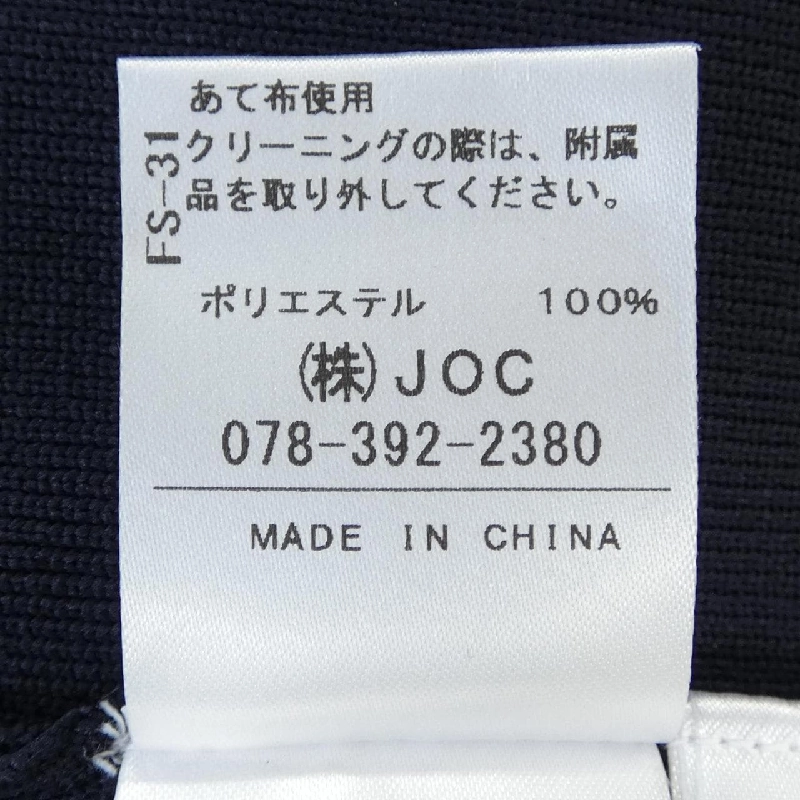 あて布使用
クリーニングの際は、附属
品を取り外してください。
FS-31
ポリエステル 100%
(株)JOC
078-392-2380
MADE IN CHINA